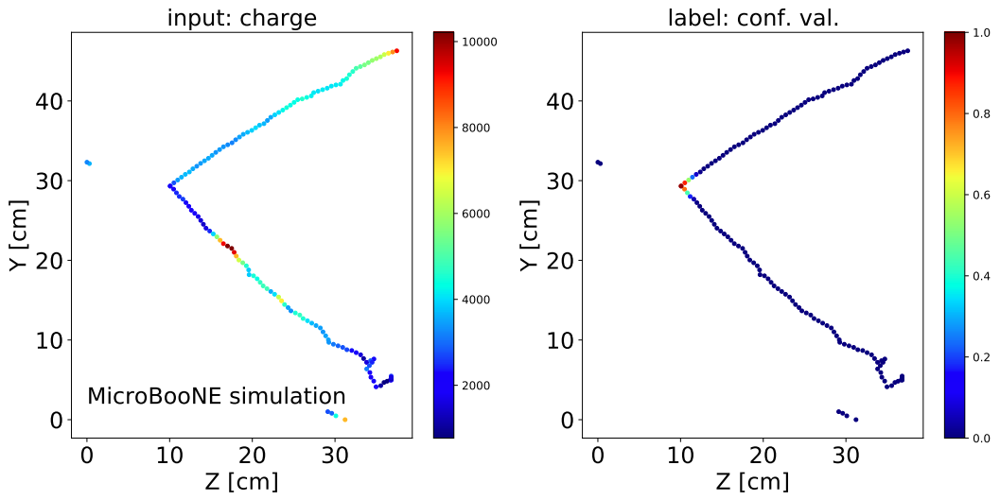 input: charge
40
30
20
10
0
Y [cm]
MicroBooNE simulation
0 10 20 30
Z [cm]
10000
8000
6000
4000
2000
label: conf. val.
40
30
20
10
0
Y [cm]
0 10 20 30
Z [cm]
1.0
0.8
0.6
0.4
0.2
0.0